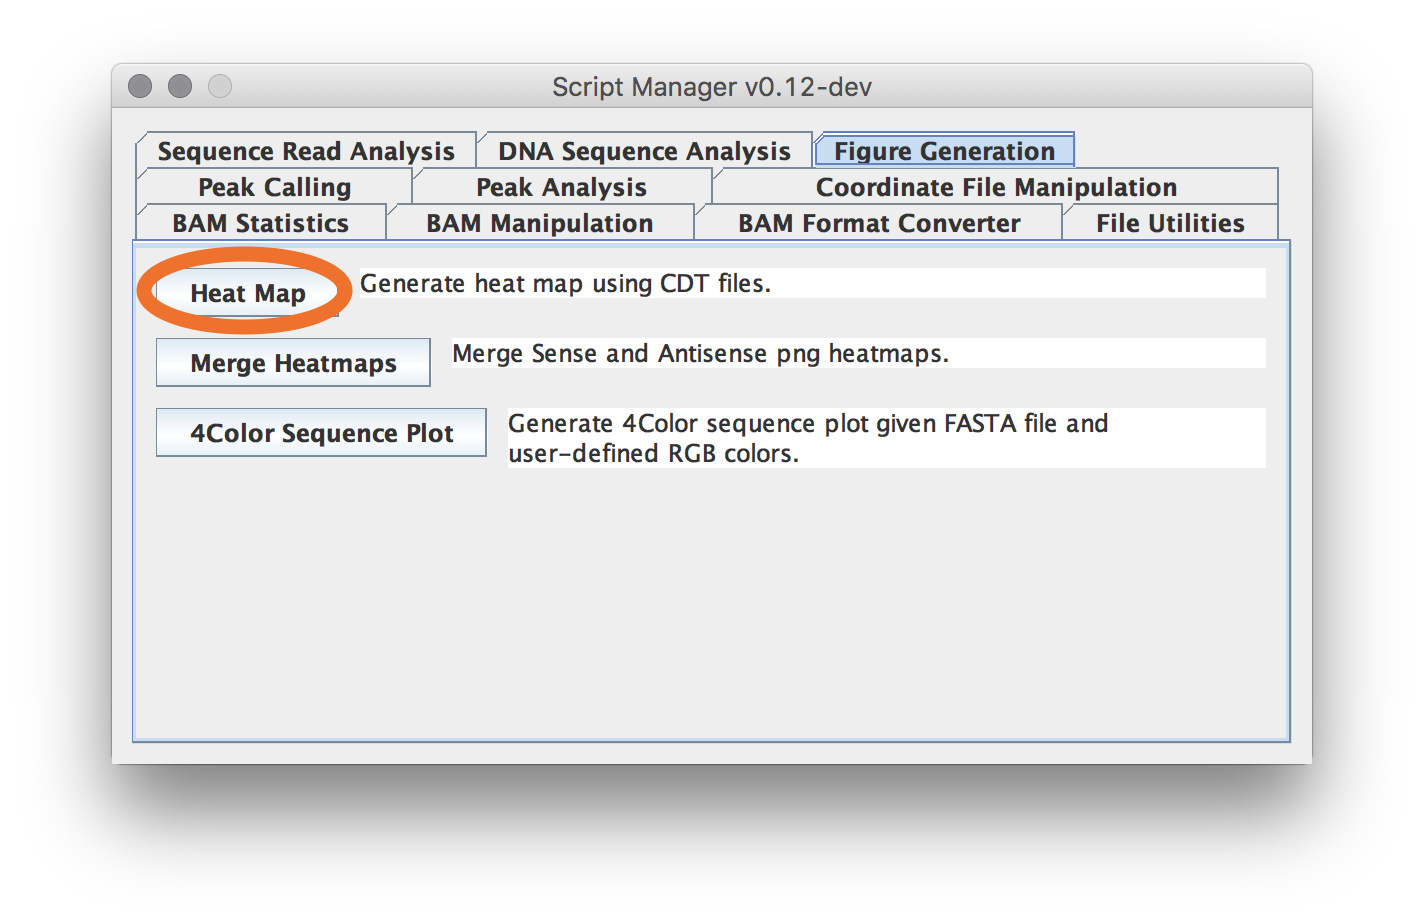 Script Manager v0.12-dev
Sequence Read Analysis
DNA Sequence Analysis
Figure Generation
Peak Calling
Peak Analysis
Coordinate File Manipulation
BAM Statistics
BAM Manipulation
BAM Format Converter
File Utilities
Heat Map
Generate heat map using CDT files.
Merge Heatmaps
Merge Sense and Antisense png heatmaps.
4Color Sequence Plot
Generate 4Color sequence plot given FASTA file and
user-defined RGB colors.